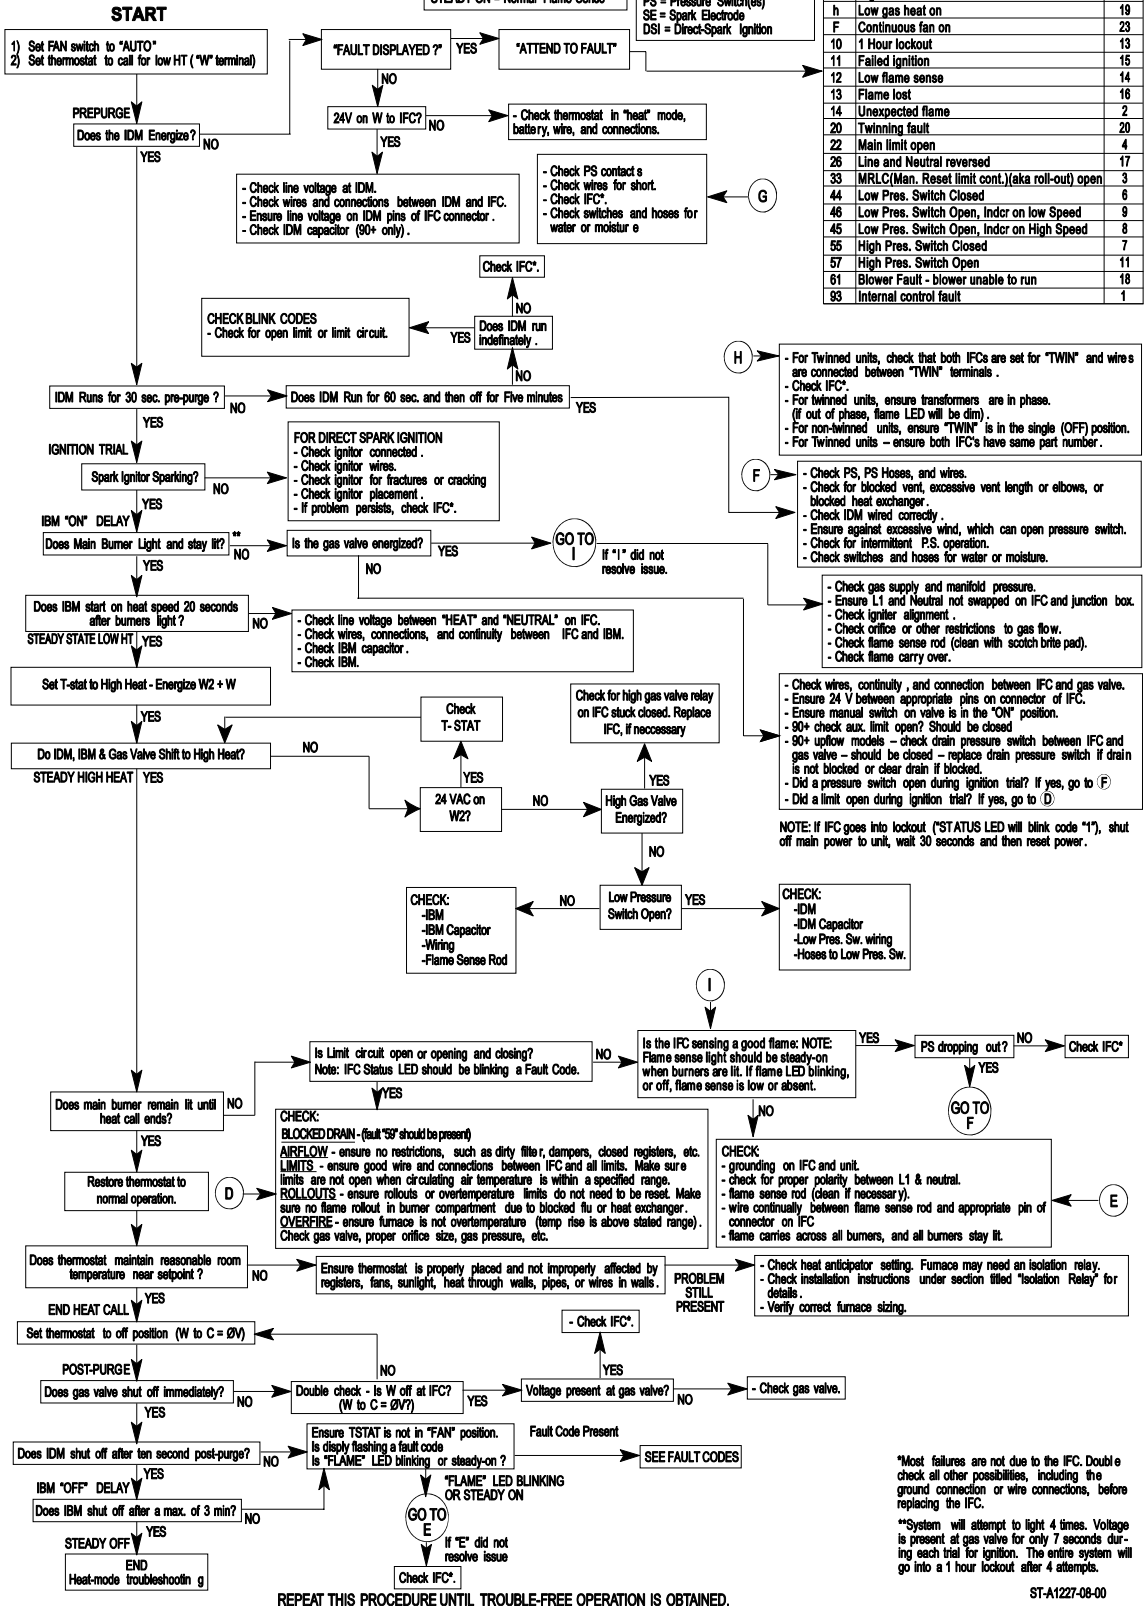 START
STEADY ON = Normal Flame Sense
PS = Pressure Switch(es)
SE = Spark Electrode
DSI = Direct-Spark Ignition
h Low gas heat on 19
F Continuous fan on 23
10 1 Hour lockout 13
11 Failed ignition 15
12 Low flame sense 14
13 Flame lost 16
14 Unexpected flame 2
20 Twinning fault 20
22 Main limit open 4
26 Line and Neutral reversed 17
33 MRLC(Man. Reset limit cont.)(aka roll-out) open 3
44 Low Pres. Switch Closed 6
46 Low Pres. Switch Open, Indcr on low Speed 9
45 Low Pres. Switch Open, Indcr on High Speed 8
55 High Pres. Switch Closed 7
57 High Pres. Switch Open 11
61 Blower Fault - blower unable to run 18
93 Internal control fault 1
1) Set FAN switch to "AUTO"
2) Set thermostat to call for low HT ( "W" terminal)
"FAULT DISPLAYED ?"
YES
"ATTEND TO FAULT"
NO
PREPURGE
Does the IDM Energize?
NO
YES
24V on W to IFC?
NO
YES
- Check thermostat in "heat" mode,
battery, wire, and connections.
- Check line voltage at IDM.
- Check wires and connections between IDM and IFC.
- Ensure line voltage on IDM pins of IFC connector .
- Check IDM capacitor (90+ only) .
- Check PS contact s
- Check wires for short.
- Check IFC*.
- Check switches and hoses for
water or moistur e
G
Check IFC*.
NO
CHECK BLINK CODES
- Check for open limit or limit circuit.
YES
Does IDM run
indefinately .
NO
IDM Runs for 30 sec. pre-purge ?
NO
YES
Does IDM Run for 60 sec. and then off for Five minutes
YES
H
- For Twinned units, check that both IFCs are set for "TWIN" and wires
are connected between "TWIN" terminals .
- Check IFC*.
- For twinned units, ensure transformers are in phase.
(if out of phase, flame LED will be dim) .
- For non-twinned units, ensure "TWIN" is in the single (OFF) position.
- For Twinned units – ensure both IFC's have same part number .
IGNITION TRIAL
Spark Ignitor Sparking?
NO
YES
FOR DIRECT SPARK IGNITION
- Check ignitor connected .
- Check ignitor wires.
- Check ignitor for fractures or cracking
- Check ignitor placement .
- If problem persists, check IFC*.
F
- Check PS, PS Hoses, and wires.
- Check for blocked vent, excessive vent length or elbows, or
blocked heat exchanger .
- Check IDM wired correctly .
- Ensure against excessive wind, which can open pressure switch.
- Check for intermittent P.S. operation.
- Check switches and hoses for water or moisture.
IBM "ON" DELAY
Does Main Burner Light and stay lit?
**
NO
YES
Is the gas valve energized?
YES
NO
GO TO
I
If "I" did not
resolve issue.
- Check gas supply and manifold pressure.
- Ensure L1 and Neutral not swapped on IFC and junction box.
- Check igniter alignment .
- Check orifice or other restrictions to gas flow.
- Check flame sense rod (clean with scotch brite pad).
- Check flame carry over.
Does IBM start on heat speed 20 seconds
after burners light ?
NO
STEADY STATE LOW HT
YES
- Check line voltage between "HEAT" and "NEUTRAL" on IFC.
- Check wires, connections, and continuity between IFC and IBM.
- Check IBM capacitor .
- Check IBM.
Set T-stat to High Heat - Energize W2 + W
YES
- Check wires, continuity , and connection between IFC and gas valve.
- Ensure 24 V between appropriate pins on connector of IFC.
- Ensure manual switch on valve is in the "ON" position.
- 90+ check aux. limit open? Should be closed
- 90+ upflow models – check drain pressure switch between IFC and
gas valve – should be closed – replace drain pressure switch if drain
is not blocked or clear drain if blocked.
- Did a pressure switch open during ignition trial? If yes, go to F
- Did a limit open during ignition trial? If yes, go to D
Check
T- STAT
Check for high gas valve relay
on IFC stuck closed. Replace
IFC, if neccessary
Do IDM, IBM & Gas Valve Shift to High Heat?
NO
STEADY HIGH HEAT
YES
YES
24 VAC on
W2?
NO
YES
High Gas Valve
Energized?
NO
NOTE: If IFC goes into lockout ("STATUS LED will blink code "1"), shut
off main power to unit, wait 30 seconds and then reset power .
CHECK:
-IBM
-IBM Capacitor
-Wiring
-Flame Sense Rod
NO
Low Pressure
Switch Open?
YES
CHECK:
-IDM
-IDM Capacitor
-Low Pres. Sw. wiring
-Hoses to Low Pres. Sw.
I
Is Limit circuit open or opening and closing?
Note: IFC Status LED should be blinking a Fault Code.
NO
YES
Is the IFC sensing a good flame: NOTE:
Flame sense light should be steady-on
when burners are lit. If flame LED blinking,
or off, flame sense is low or absent.
YES
NO
PS dropping out?
NO
Check IFC*
YES
GO TO
F
Does main burner remain lit until
heat call ends?
NO
YES
CHECK:
BLOCKED DRAIN - (fault "59" should be present)
AIRFLOW - ensure no restrictions, such as dirty filter, dampers, closed registers, etc.
LIMITS - ensure good wire and connections between IFC and all limits. Make sure
limits are not open when circulating air temperature is within a specified range.
ROLLOUTS - ensure rollouts or overtemperature limits do not need to be reset. Make
sure no flame rollout in burner compartment due to blocked flu or heat exchanger.
OVERFIRE - ensure furnace is not overtemperature (temp rise is above stated range) .
Check gas valve, proper orifice size, gas pressure, etc.
D
CHECK:
- grounding on IFC and unit.
- check for proper polarity between L1 & neutral.
- flame sense rod (clean if necessary).
- wire continually between flame sense rod and appropriate pin of
connector on IFC
- flame carries across all burners, and all burners stay lit.
E
Restore thermostat to
normal operation.
Does thermostat maintain reasonable room
temperature near setpoint ?
NO
YES
Ensure thermostat is properly placed and not improperly affected by
registers, fans, sunlight, heat through walls, pipes, or wires in walls .
PROBLEM
STILL
PRESENT
- Check heat anticipator setting. Furnace may need an isolation relay.
- Check installation instructions under section titled "Isolation Relay" for
details .
- Verify correct furnace sizing.
END HEAT CALL
Set thermostat to off position (W to C = ØV)
- Check IFC*.
POST-PURGE
NO
YES
Does gas valve shut off immediately?
NO
YES
Double check - Is W off at IFC?
(W to C = ØV?)
YES
Voltage present at gas valve?
NO
- Check gas valve.
Does IDM shut off after ten second post-purge?
NO
YES
Ensure TSTAT is not in "FAN" position.
Is disply flashing a fault code
Is "FLAME" LED blinking or steady-on ?
Fault Code Present
SEE FAULT CODES
IBM "OFF" DELAY
Does IBM shut off after a max. of 3 min?
NO
YES
"FLAME" LED BLINKING
OR STEADY ON
GO TO
E
If "E" did not
resolve issue
Check IFC*.
STEADY OFF
END
Heat-mode troubleshootin g
*Most failures are not due to the IFC. Double
check all other possibilities, including the
ground connection or wire connections, before
replacing the IFC.
**System will attempt to light 4 times. Voltage
is present at gas valve for only 7 seconds dur-
ing each trial for ignition. The entire system will
go into a 1 hour lockout after 4 attempts.
ST-A1227-08-00
REPEAT THIS PROCEDURE UNTIL TROUBLE-FREE OPERATION IS OBTAINED.